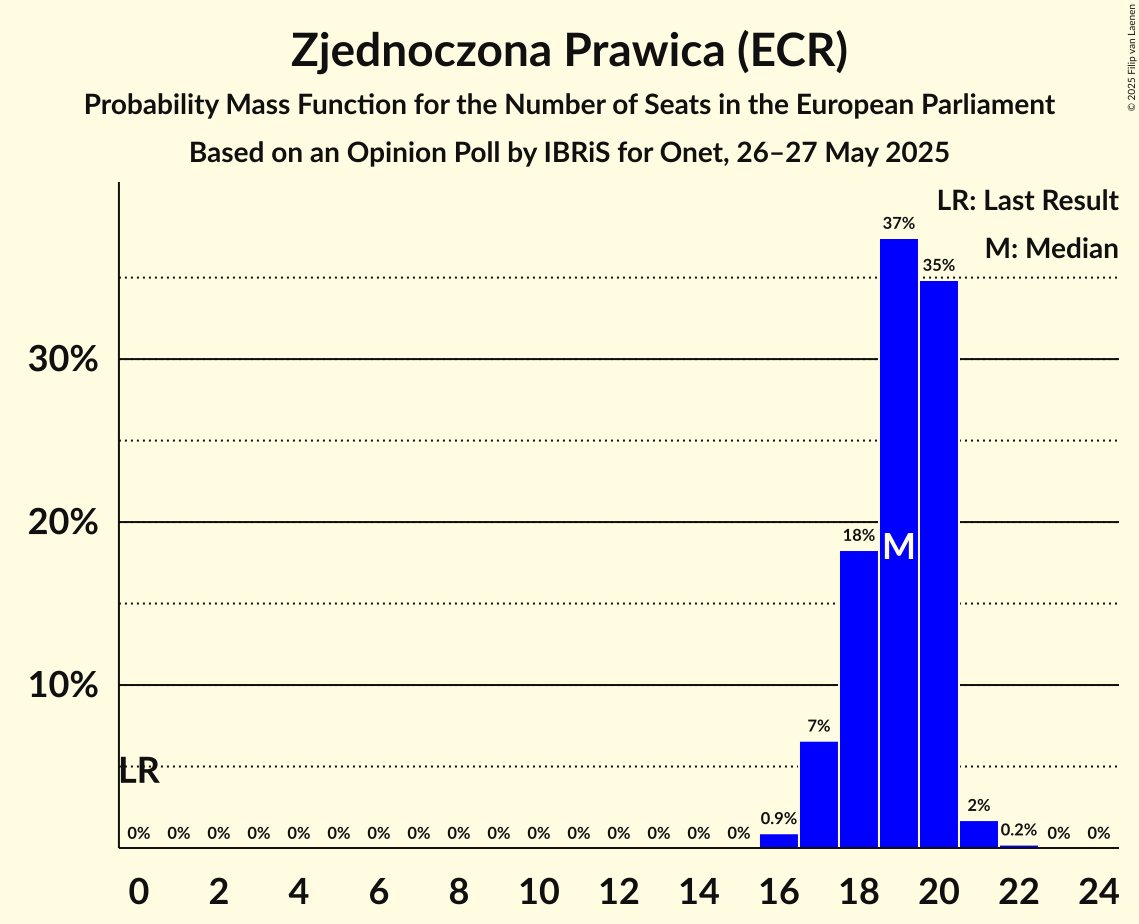 Zjednoczona Prawica (ECR)
Probability Mass Function for the Number of Seats in the European Parliament
Based on an Opinion Poll by IBRiS for Onet, 26–27 May 2025
© 2025 Filip van Laenen
LR: Last Result
M: Median
37%
35%
30%
20%
18%
M
10%
7%
LR
0% 0% 0% 0% 0% 0% 0% 0% 0% 0% 0% 0% 0% 0% 0% 0% 0.9% 2% 0.2% 0% 0%
0 2 4 6 8 10 12 14 16 18 20 22 24